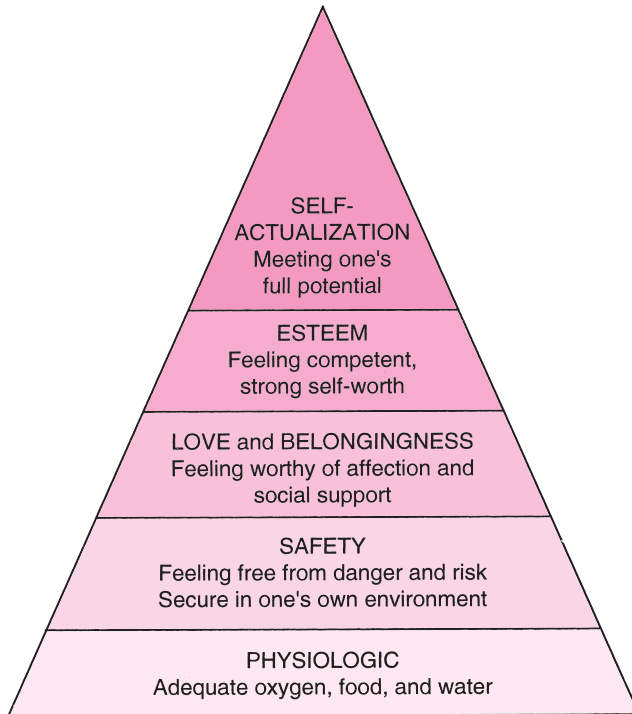 SELF-
ACTUALIZATION
Meeting one's
full potential
ESTEEM
Feeling competent,
strong self-worth
LOVE and BELONGINGNESS
Feeling worthy of affection and
social support
SAFETY
Feeling free from danger and risk
Secure in one's own environment
PHYSIOLOGIC
Adequate oxygen, food, and water